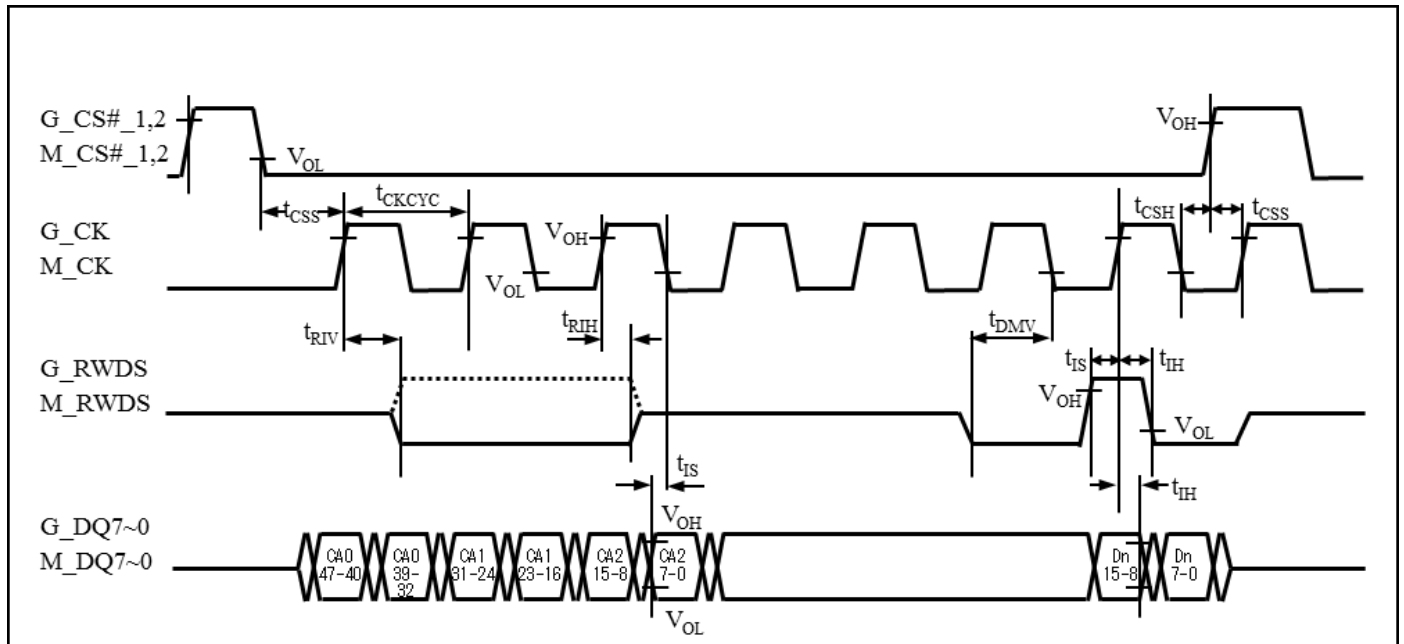 G_CS#_1,2
M_CS#_1,2
VOL
VOH
tCSS
tCKCYC
tCSH
tCSS
G_CK
M_CK
VOH
VOL
tRIV
tRIH
tDMV
tIS
tIH
G_RWDS
M_RWDS
VOH
VOL
tIS
tIH
G_DQ7~0
M_DQ7~0
VOH
CA0
47-40
CA0
39-
32
CA1
31-24
CA1
23-16
CA2
15-8
CA2
7-0
Dn
15-8
Dn
7-0
VOL